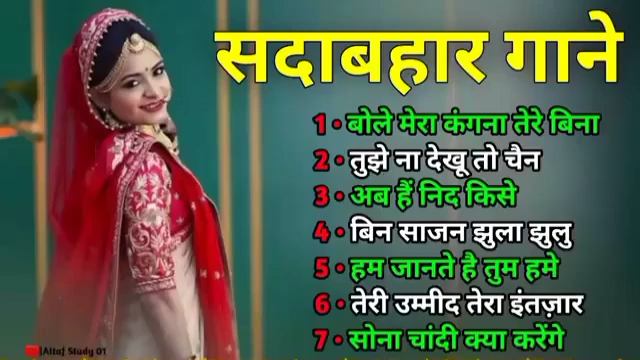 सदाबहार गाने
1• बोले मेरा कंगना तेरे बिना
2• तुझे ना देखू तो चैन
3• अब हैं निद किसे
4• बिन साजन झुला झुलु
5• हम जानते है तुम हमे
6• तेरी उम्मीद तेरा इंतज़ार
7• सोना चांदी क्या करेंगे
Altaf Study 01